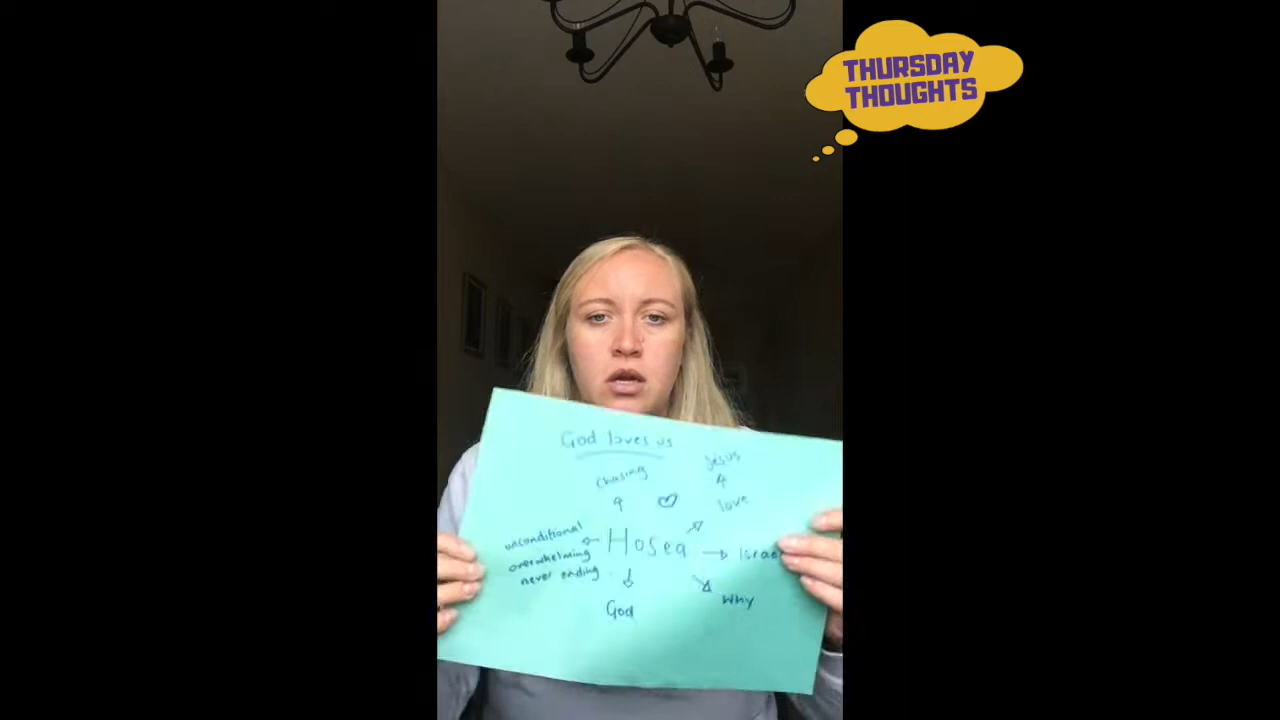 THURSDAY
THOUGHTS
God loves us
Jesus
chasing
love
unconditional
Hosea
overwhelming
Israel
never ending
Why
God